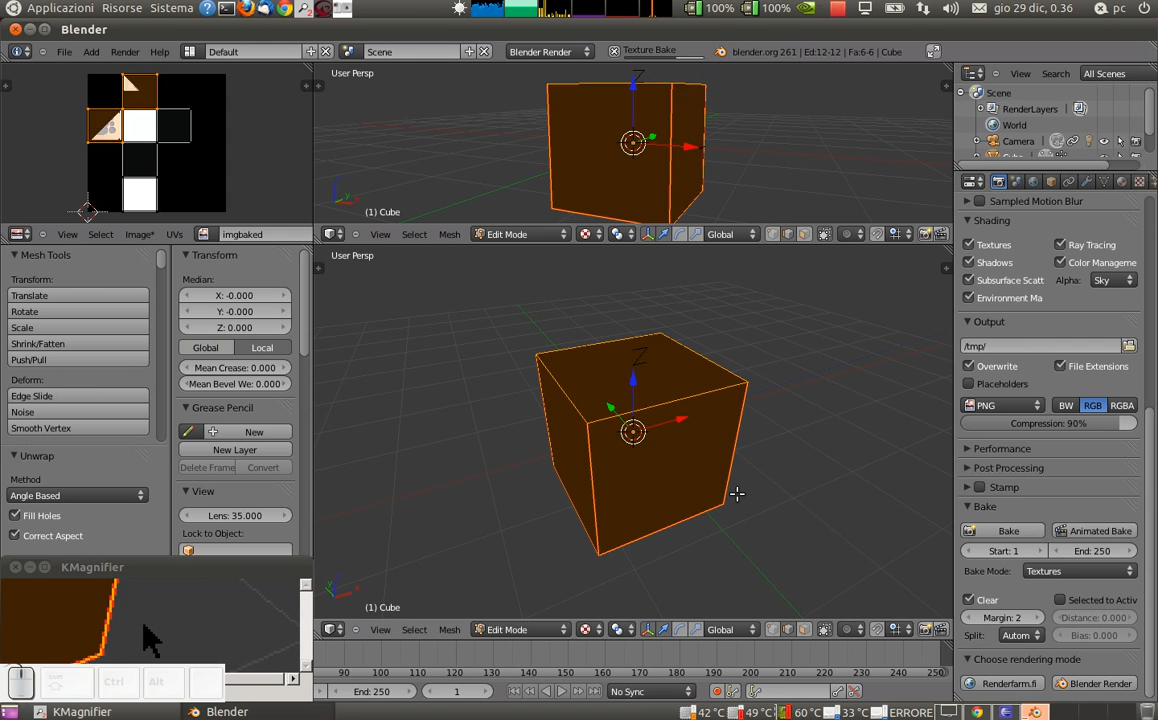 Applicazioni Risorse Sistema 100% 100% gio 29 dic, 0.36 pc
Blender
File Add Render Help Default Scene Blender Render Texture Bake blender.org 261 | Ed:12-12 | Fa:6-6 | Cube
View Search All Scenes
Scene
RenderLayers
World
Camera
User Persp
Z
(1) Cube
View Select Image* UVs imgbaked
View Select Mesh Edit Mode Global
Mesh Tools
Transform:
Translate
Rotate
Scale
Shrink/Fatten
Push/Pull
Deform:
Edge Slide
Noise
Smooth Vertex
Unwrap
Method
Angle Based
Fill Holes
Correct Aspect
Transform
Median:
X: -0.000
Y: -0.000
Z: 0.000
Global Local
Mean Crease: 0.000
Mean Bevel We: 0.000
Grease Pencil
New
New Layer
Delete Frame Convert
View
Lens: 35.000
Lock to Object:
User Persp
Z
(1) Cube
View Select Mesh Edit Mode Global
Sampled Motion Blur
Shading
Textures Ray Tracing
Shadows Color Manageme
Subsurface Scatt Alpha: Sky
Environment Ma
Output
/tmp/
Overwrite File Extensions
Placeholders
PNG BW RGB RGBA
Compression: 90%
Performance
Post Processing
Stamp
Bake
Bake Animated Bake
Start: 1 End: 250
Bake Mode: Textures
Clear Selected to Activ
Margin: 2 Distance: 0.000
Split: Autom Bias: 0.000
Choose rendering mode
Renderfarm.fi Blender Render
KMagnifier
Ctrl Alt
90 100 110 120 130 140 150 160 170 180 190 200 210 220 230 240 250
End: 250 1 No Sync
KMagnifier Blender 42 °C 49 °C 60 °C 33 °C ERRORE